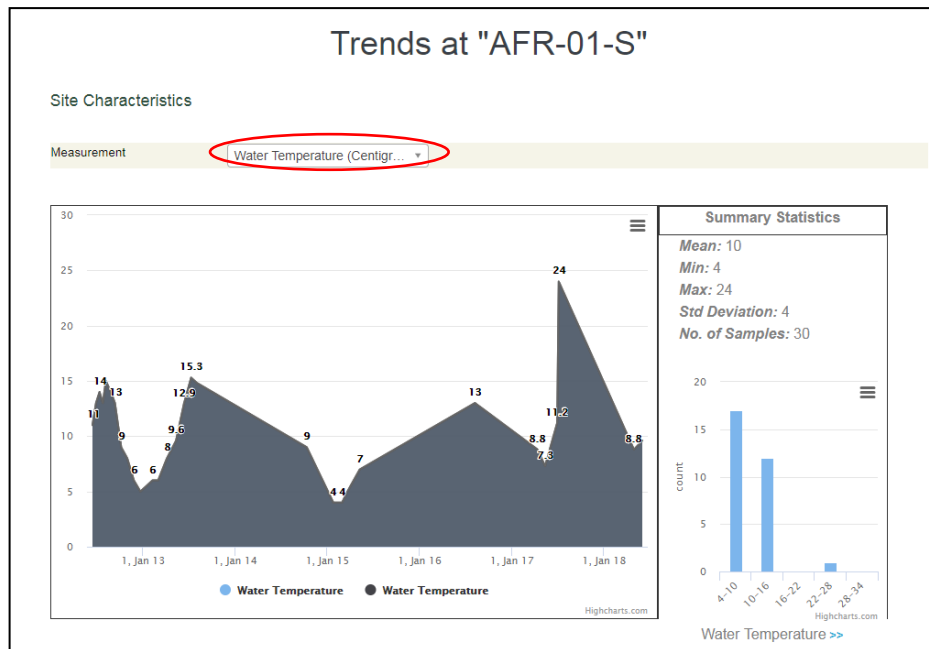 Trends at "AFR-01-S"
Site Characteristics
Measurement
Water Temperature (Centigr...
30
25
20
15
10
5
0
11
14
13
9
6
6
8
9.6
12.9
15.3
9
4 4
7
13
8.8
7.3
11.2
24
8.8
1, Jan 13
1, Jan 14
1, Jan 15
1, Jan 16
1, Jan 17
1, Jan 18
Water Temperature
Water Temperature
Highcharts.com
Summary Statistics
Mean: 10
Min: 4
Max: 24
Std Deviation: 4
No. of Samples: 30
20
15
10
5
0
count
4-10
10-16
16-22
22-28
28-34
Highcharts.com
Water Temperature >>